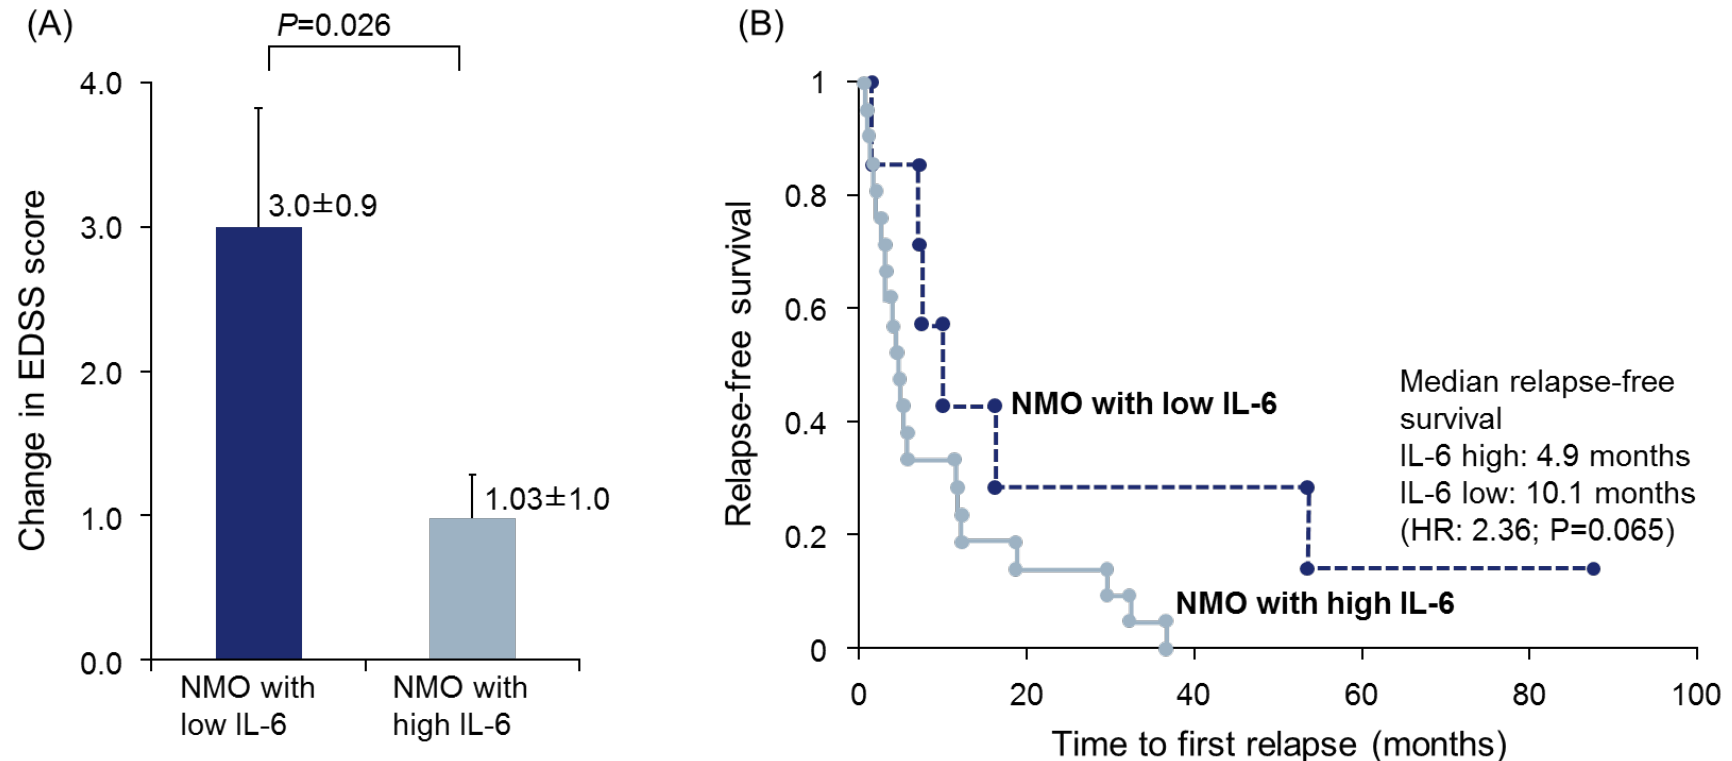 (A)
P=0.026
Change in EDSS score
4.0
3.0
2.0
1.0
0.0
3.0±0.9
1.03±1.0
NMO with
low IL-6
NMO with
high IL-6
(B)
Relapse-free survival
1
0.8
0.6
0.4
0.2
0
NMO with low IL-6
Median relapse-free
survival
IL-6 high: 4.9 months
IL-6 low: 10.1 months
(HR: 2.36; P=0.065)
NMO with high IL-6
0 20 40 60 80 100
Time to first relapse (months)